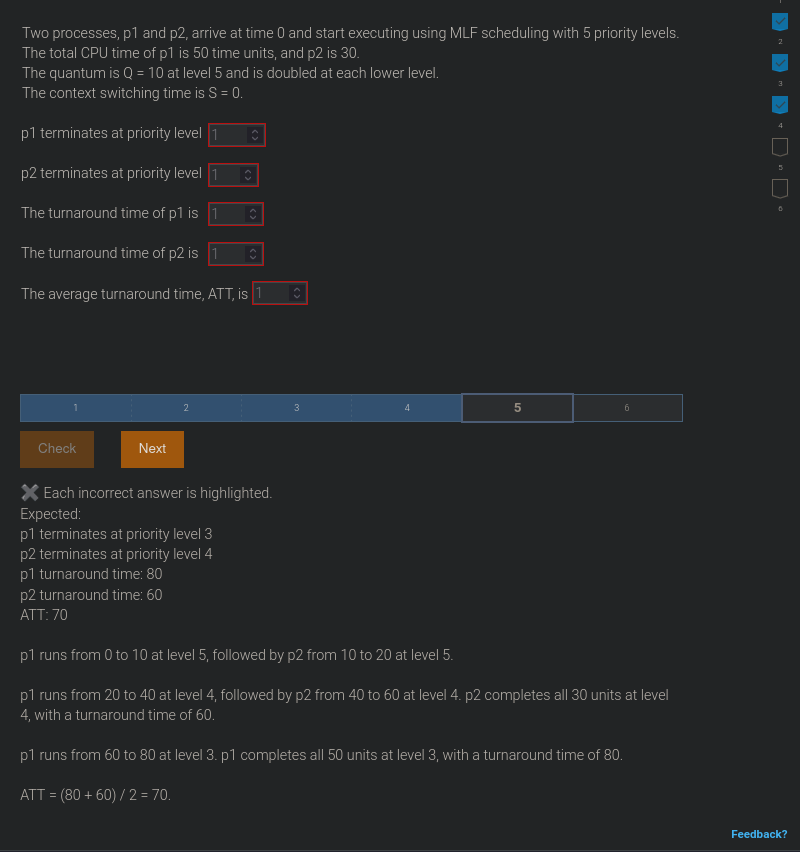 Two processes, p1 and p2, arrive at time 0 and start executing using MLF scheduling with 5 priority levels.
The total CPU time of p1 is 50 time units, and p2 is 30.
The quantum is Q = 10 at level 5 and is doubled at each lower level.
The context switching time is S = 0.
p1 terminates at priority level 1
p2 terminates at priority level 1
The turnaround time of p1 is 1
The turnaround time of p2 is 1
The average turnaround time, ATT, is 1
2
3
4
5
6
1 2 3 4 5 6
Check Next
Each incorrect answer is highlighted.
Expected:
p1 terminates at priority level 3
p2 terminates at priority level 4
p1 turnaround time: 80
p2 turnaround time: 60
ATT: 70
p1 runs from 0 to 10 at level 5, followed by p2 from 10 to 20 at level 5.
p1 runs from 20 to 40 at level 4, followed by p2 from 40 to 60 at level 4. p2 completes all 30 units at level
4, with a turnaround time of 60.
p1 runs from 60 to 80 at level 3. p1 completes all 50 units at level 3, with a turnaround time of 80.
ATT = (80 + 60) / 2 = 70.
Feedback?